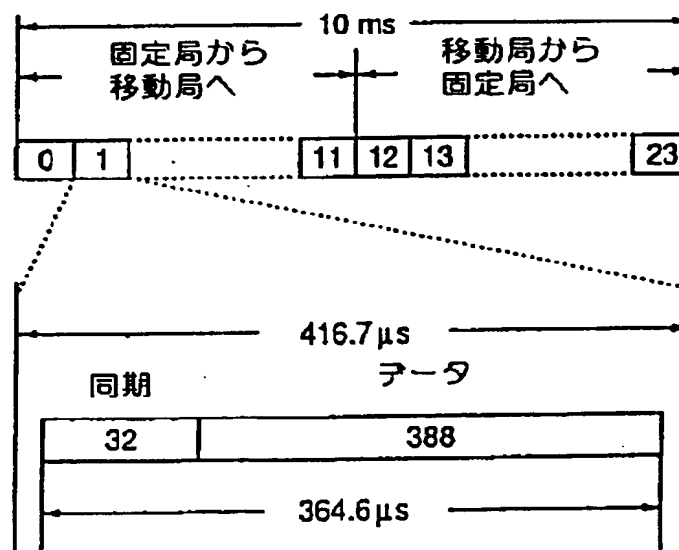 10 ms
固定局から
移動局へ
移動局から
固定局へ
0 1 11 12 13 23
416.7μs
同期 データ
32 388
364.6μs